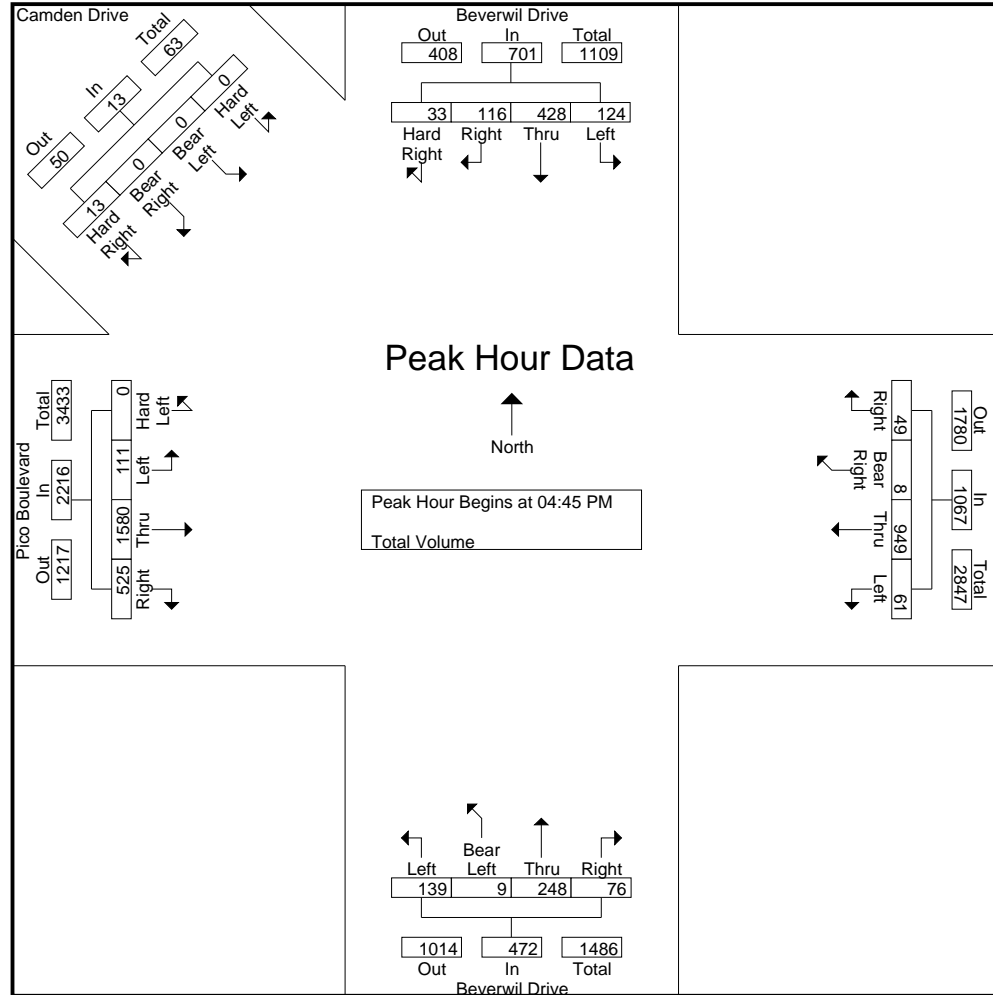 Camden Drive
Total
63
In
13
Out
50
0
Hard
Left
0
Bear
Left
0
Bear
Right
13
Hard
Right
Beverwil Drive
Out In Total
408 701 1109
33 116 428 124
Hard
Right Right Thru Left
Peak Hour Data
North
Peak Hour Begins at 04:45 PM
Total Volume
Pico Boulevard
Total
3433
In
2216
Out
1217
0
Hard
Left
111
Left
1580
Thru
525
Right
Out
1780
In
1067
Total
2847
49
Right
8
Bear
Right
949
Thru
61
Left
Bear
Left Left Thru Right
139 9 248 76
1014 472 1486
Out In Total
Beverwil Drive